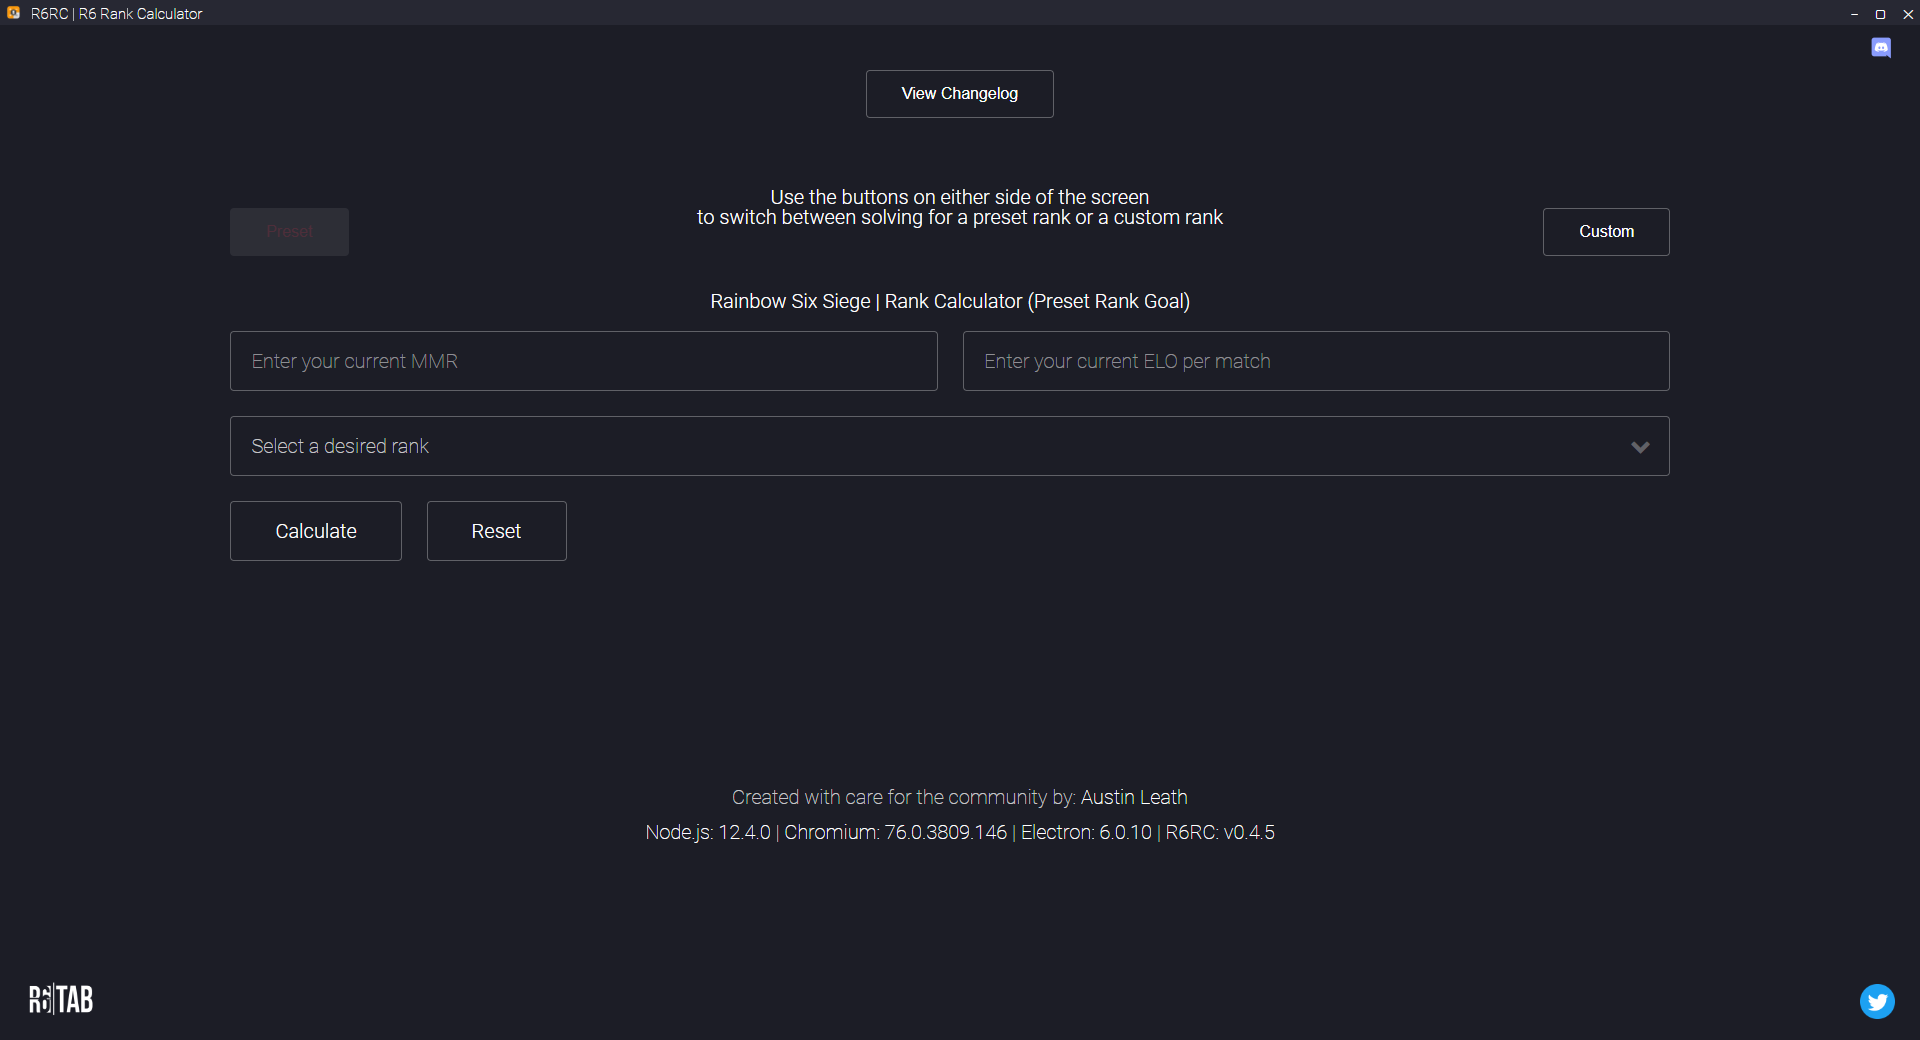 R6RC | R6 Rank Calculator
View Changelog
Use the buttons on either side of the screen
to switch between solving for a preset rank or a custom rank
Preset
Custom
Rainbow Six Siege | Rank Calculator (Preset Rank Goal)
Enter your current MMR
Enter your current ELO per match
Select a desired rank
Calculate
Reset
Created with care for the community by: Austin Leath
Node.js: 12.4.0 | Chromium: 76.0.3809.146 | Electron: 6.0.10 | R6RC: v0.4.5
R6|TAB